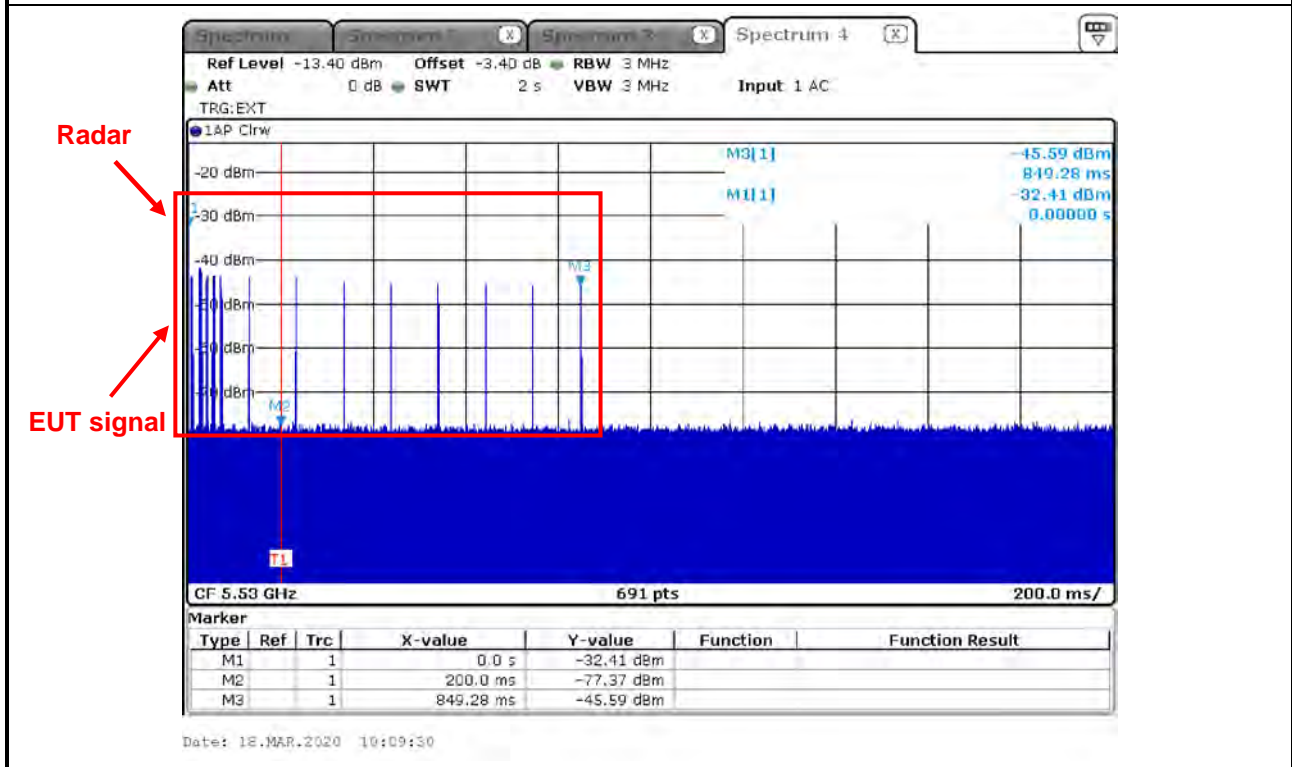 Spectrum 4
Ref Level -13.40 dBm Offset -3.40 dB RBW 3 MHz
Att 0 dB SWT 2 s VBW 3 MHz Input 1 AC
TRG:EXT
1AP Clrw
Radar
M3[1] -45.59 dBm
849.28 ms
-20 dBm
M1[1] -32.41 dBm
0.00000 s
-30 dBm
-40 dBm
M3
dBm
dBm
dBm
M2
EUT signal
T1
CF 5.53 GHz 691 pts 200.0 ms/
Marker
Type Ref Trc X-value Y-value Function Function Result
M1 1 0.0 s -32.41 dBm
M2 1 200.0 ms -77.37 dBm
M3 1 849.28 ms -45.59 dBm
Date: 18.MAR.2020 10:09:30